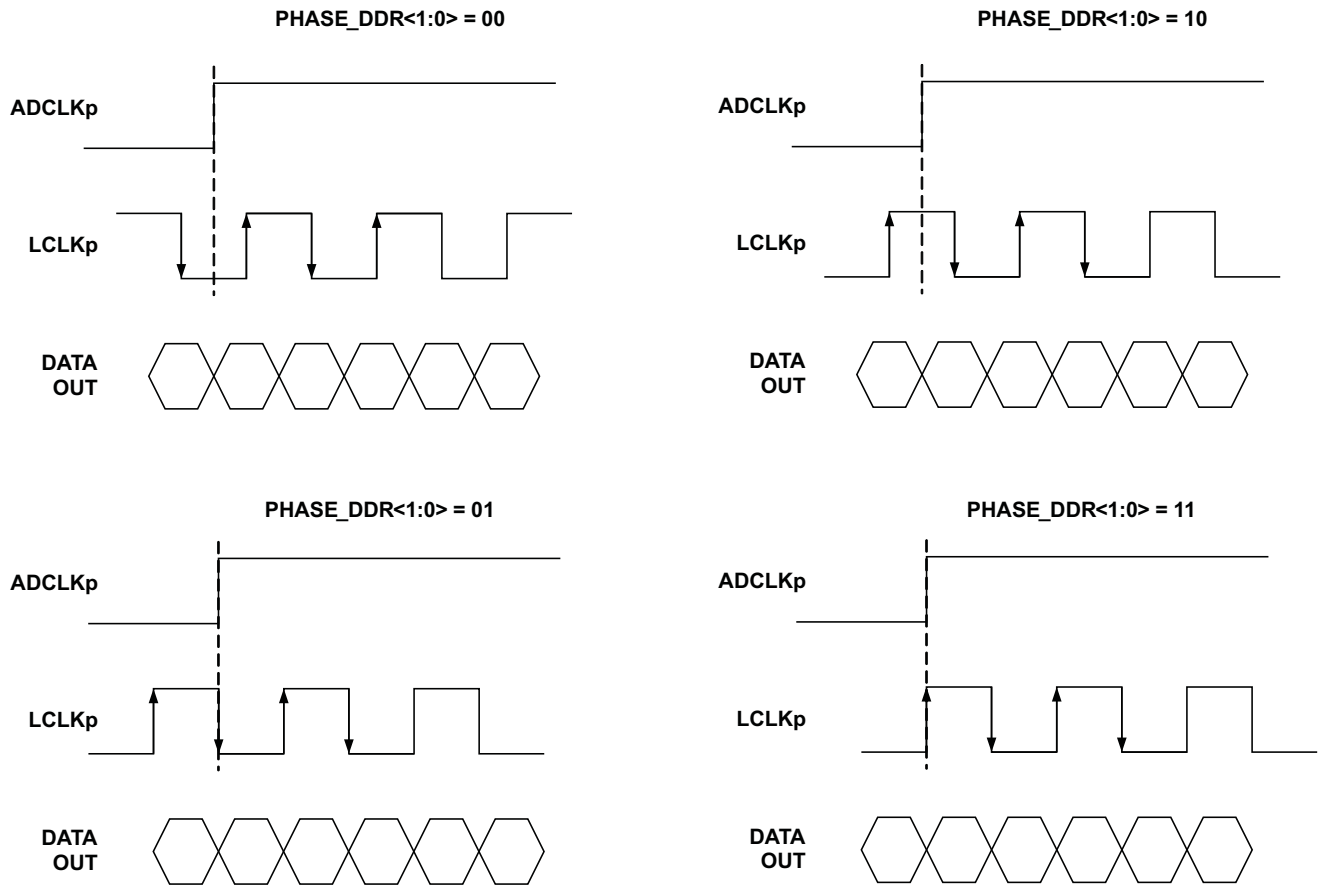 PHASE_DDR<1:0> = 00
ADCLKp
LCLKp
DATA
OUT
PHASE_DDR<1:0> = 10
ADCLKp
LCLKp
DATA
OUT
PHASE_DDR<1:0> = 01
ADCLKp
LCLKp
DATA
OUT
PHASE_DDR<1:0> = 11
ADCLKp
LCLKp
DATA
OUT